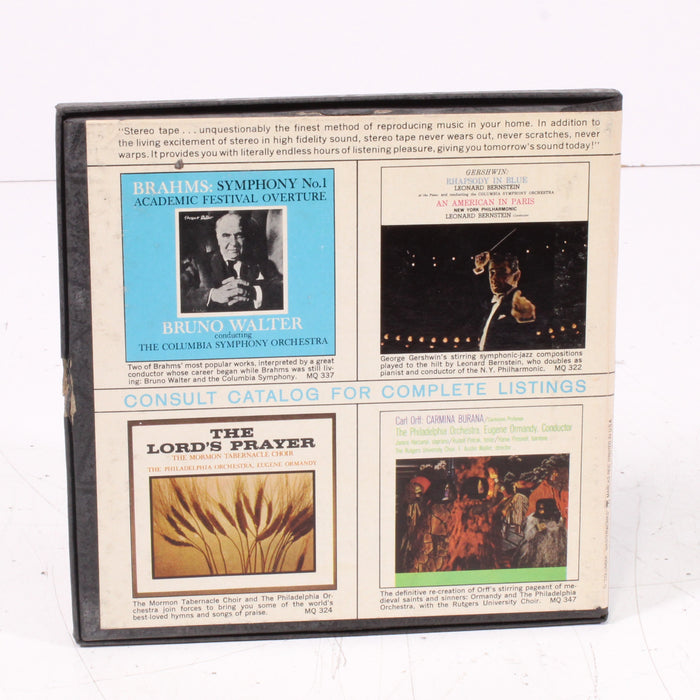 "Stereo tape . . . unquestionably the finest method of reproducing music in your home. In addition to
the living excitement of stereo in high fidelity sound, stereo tape never wears out, never scratches, never
warps. It provides you with literally endless hours of listening pleasure, giving you tomorrow's sound today!"
BRAHMS: SYMPHONY No.1
ACADEMIC FESTIVAL OVERTURE
BRUNO WALTER
conducting
THE COLUMBIA SYMPHONY ORCHESTRA
Two of Brahms' most popular works, interpreted by a great
conductor whose career began while Brahms was still liv-
ing: Bruno Walter and the Columbia Symphony. MQ 337
GERSHWIN:
RHAPSODY IN BLUE
LEONARD BERNSTEIN
at the Piano and conducting the COLUMBIA SYMPHONY ORCHESTRA
AN AMERICAN IN PARIS
NEW YORK PHILHARMONIC
LEONARD BERNSTEIN Conductor
George Gershwin's stirring symphonic-jazz compositions
played to the hilt by Leonard Bernstein, who doubles as
pianist and conductor of the N.Y. Philharmonic. MQ 322
CONSULT CATALOG FOR COMPLETE LISTINGS
THE
LORD'S PRAYER
THE MORMON TABERNACLE CHOIR
THE PHILADELPHIA ORCHESTRA, EUGENE ORMANDY
The Mormon Tabernacle Choir and The Philadelphia Or-
chestra join forces to bring you some of the world's
best-loved hymns and songs of praise. MQ 324
Carl Orff: CARMINA BURANA
The Philadelphia Orchestra, Eugene Ormandy, Conductor
The definitive re-creation of Orff's stirring pageant of me-
dieval saints and sinners: Ormandy and The Philadelphia
Orchestra, with the Rutgers University Choir. MQ 347